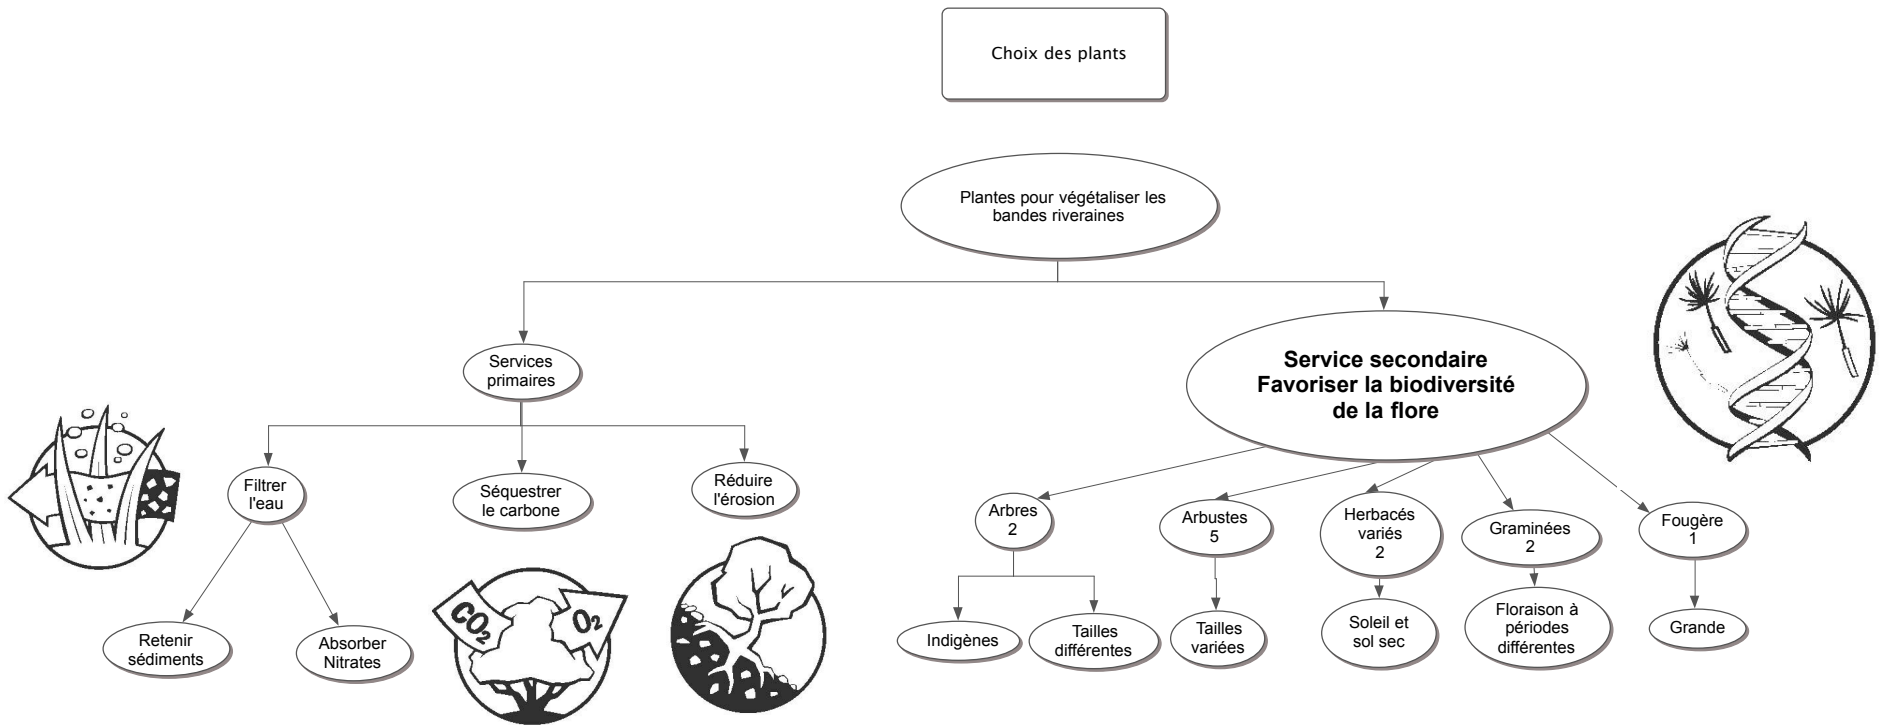 Choix des plants
Plantes pour végétaliser les
bandes riveraines
Services
primaires
Service secondaire
Favoriser la biodiversité
de la flore
Filtrer
l'eau
Séquestrer
le carbone
Réduire
l'érosion
Arbres
2
Arbustes
5
Herbacés
variés
2
Graminées
2
Fougère
1
Retenir
sédiments
Absorber
Nitrates
CO2
O2
Indigènes
Tailles
différentes
Tailles
variées
Soleil et
sol sec
Floraison à
périodes
différentes
Grande